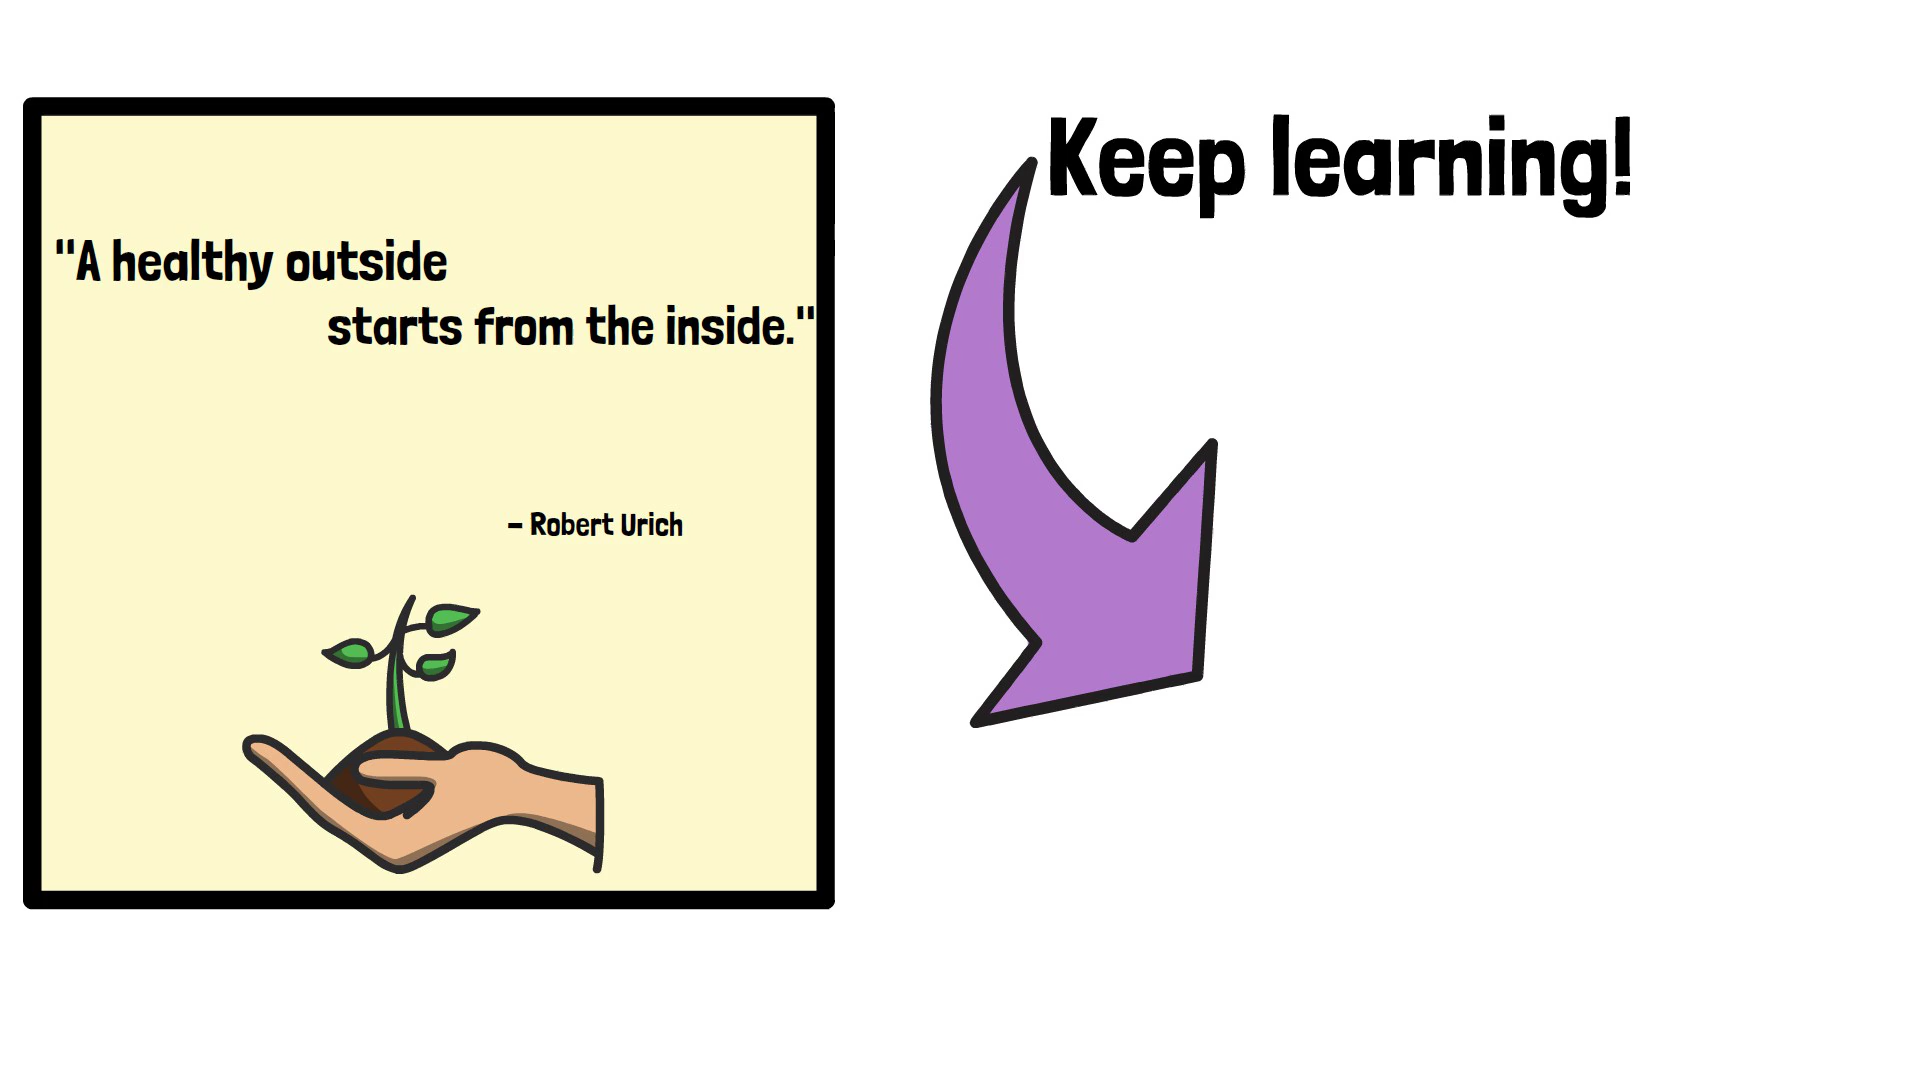 "A healthy outside
starts from the inside."
– Robert Urich
Keep learning!